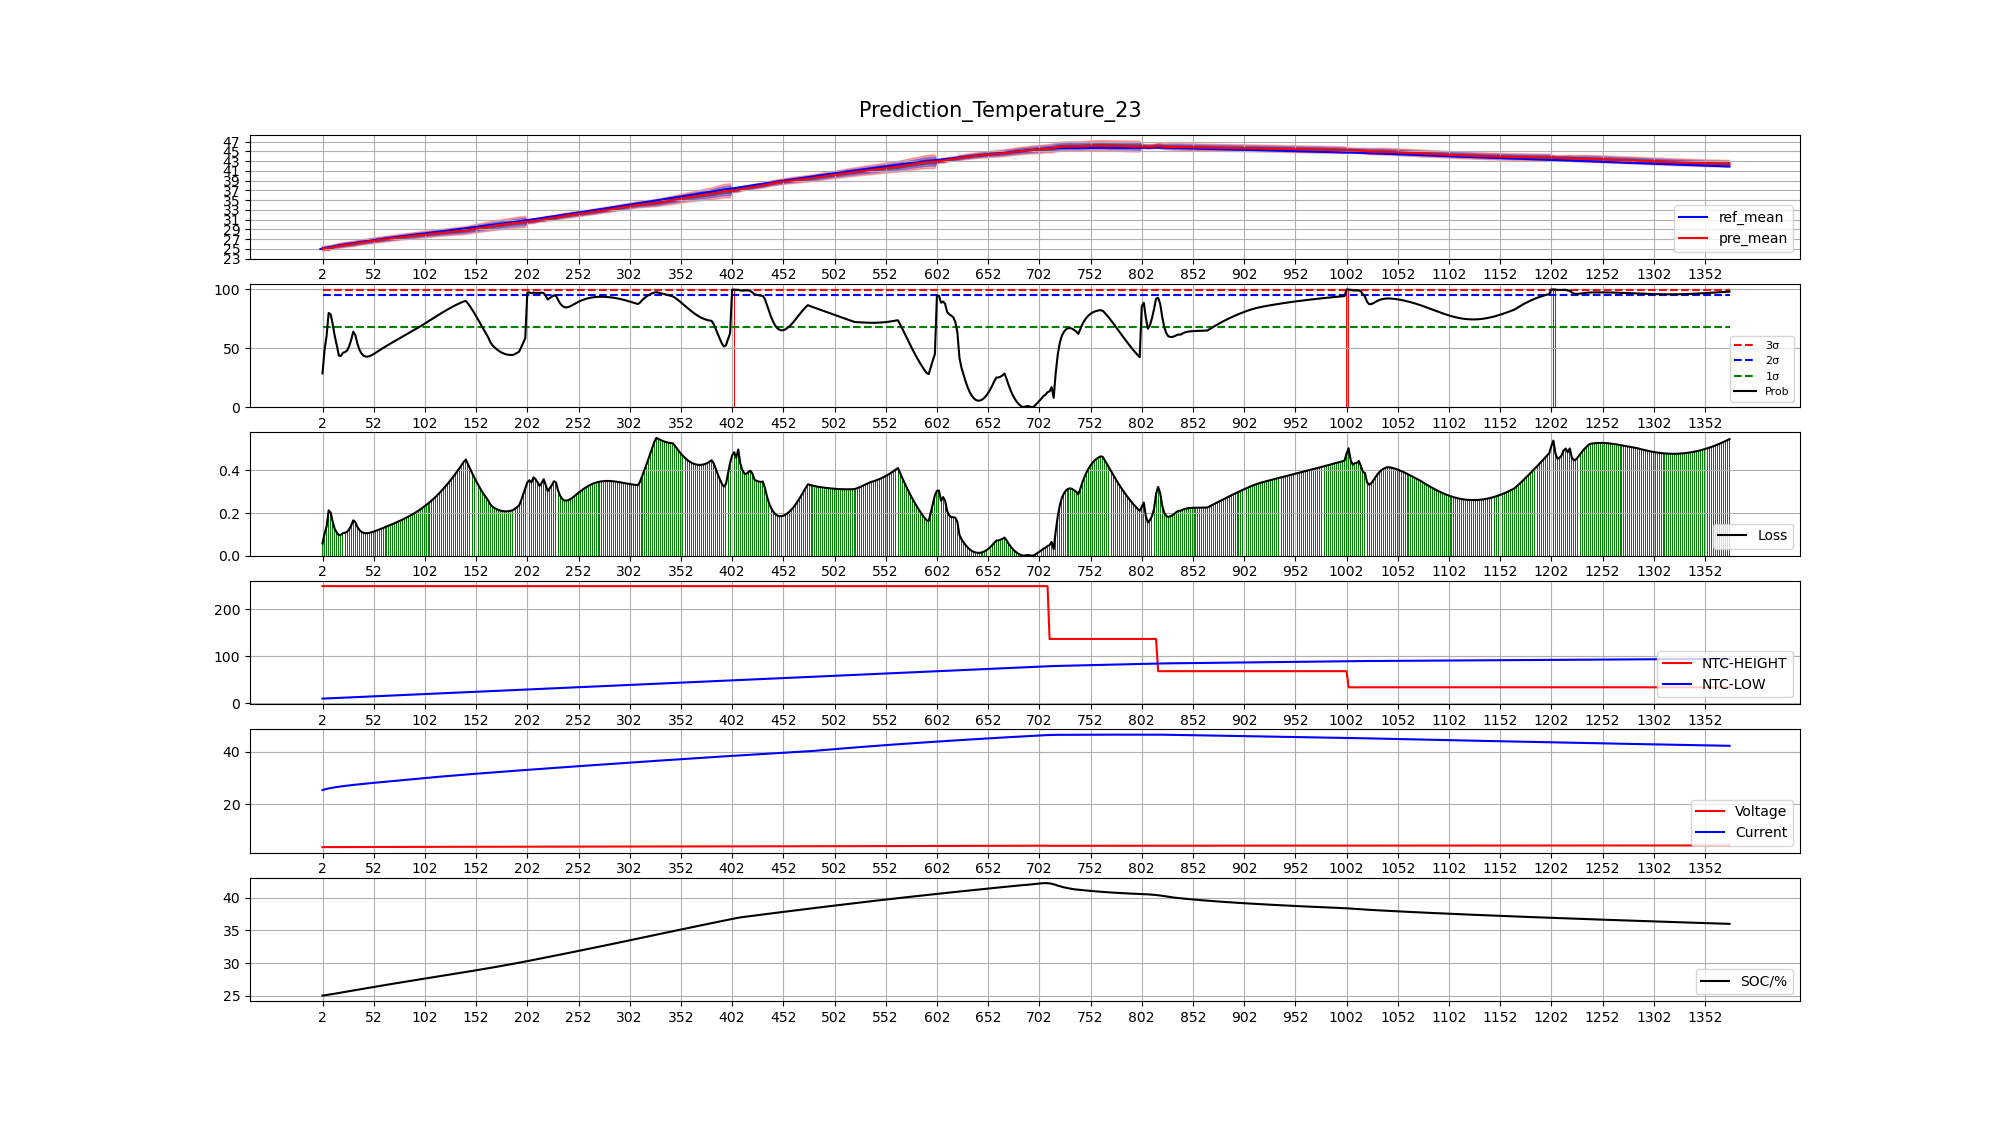 Prediction_Temperature_23
47
45
43
41
39
37
35
33
31
29
27
25
23
ref_mean
pre_mean
2 52 102 152 202 252 302 352 402 452 502 552 602 652 702 752 802 852 902 952 1002 1052 1102 1152 1202 1252 1302 1352
100
50
0
3σ
2σ
1σ
Prob
2 52 102 152 202 252 302 352 402 452 502 552 602 652 702 752 802 852 902 952 1002 1052 1102 1152 1202 1252 1302 1352
0.4
0.2
0.0
Loss
2 52 102 152 202 252 302 352 402 452 502 552 602 652 702 752 802 852 902 952 1002 1052 1102 1152 1202 1252 1302 1352
200
100
0
NTC-HEIGHT
NTC-LOW
2 52 102 152 202 252 302 352 402 452 502 552 602 652 702 752 802 852 902 952 1002 1052 1102 1152 1202 1252 1302 1352
40
20
Voltage
Current
2 52 102 152 202 252 302 352 402 452 502 552 602 652 702 752 802 852 902 952 1002 1052 1102 1152 1202 1252 1302 1352
40
35
30
25
SOC/%
2 52 102 152 202 252 302 352 402 452 502 552 602 652 702 752 802 852 902 952 1002 1052 1102 1152 1202 1252 1302 1352